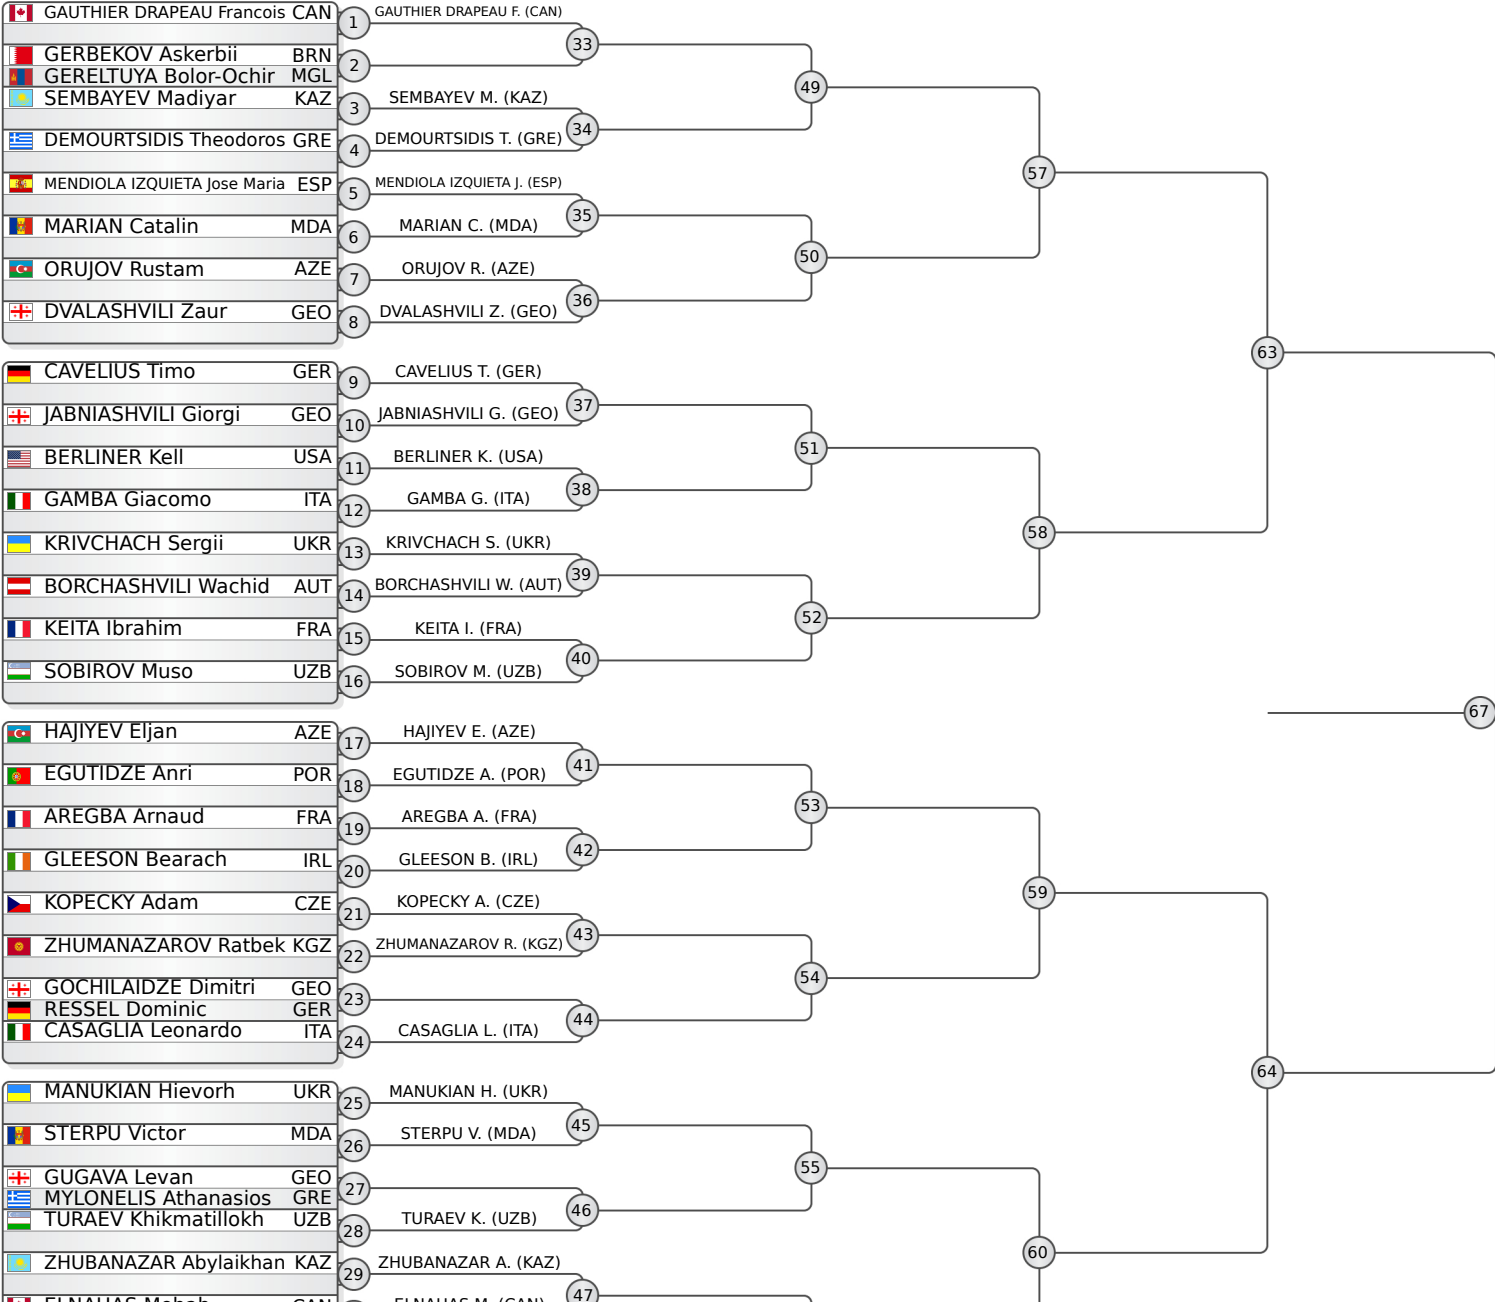 GAUTHIER DRAPEAU Francois CAN
1
GAUTHIER DRAPEAU F. (CAN)
33
GERBEKOV Askerbii BRN
2
GERELTUYA Bolor-Ochir MGL
49
SEMBAYEV Madiyar KAZ
3
SEMBAYEV M. (KAZ)
34
DEMOURTSIDIS Theodoros GRE
4
DEMOURTSIDIS T. (GRE)
57
MENDIOLA IZQUIETA Jose Maria ESP
5
MENDIOLA IZQUIETA J. (ESP)
35
MARIAN Catalin MDA
6
MARIAN C. (MDA)
50
ORUJOV Rustam AZE
7
ORUJOV R. (AZE)
36
DVALASHVILI Zaur GEO
8
DVALASHVILI Z. (GEO)
63
CAVELIUS Timo GER
9
CAVELIUS T. (GER)
37
JABNIASHVILI Giorgi GEO
10
JABNIASHVILI G. (GEO)
51
BERLINER Kell USA
11
BERLINER K. (USA)
38
GAMBA Giacomo ITA
12
GAMBA G. (ITA)
58
KRIVCHACH Sergii UKR
13
KRIVCHACH S. (UKR)
39
BORCHASHVILI Wachid AUT
14
BORCHASHVILI W. (AUT)
52
KEITA Ibrahim FRA
15
KEITA I. (FRA)
40
SOBIROV Muso UZB
16
SOBIROV M. (UZB)
67
HAJIYEV Eljan AZE
17
HAJIYEV E. (AZE)
41
EGUTIDZE Anri POR
18
EGUTIDZE A. (POR)
53
AREGBA Arnaud FRA
19
AREGBA A. (FRA)
42
GLEESON Bearach IRL
20
GLEESON B. (IRL)
59
KOPECKY Adam CZE
21
KOPECKY A. (CZE)
43
ZHUMANAZAROV Ratbek KGZ
22
ZHUMANAZAROV R. (KGZ)
54
GOCHILAIDZE Dimitri GEO
23
RESSEL Dominic GER
44
CASAGLIA Leonardo ITA
24
CASAGLIA L. (ITA)
64
MANUKIAN Hievorh UKR
25
MANUKIAN H. (UKR)
45
STERPU Victor MDA
26
STERPU V. (MDA)
55
GUGAVA Levan GEO
27
MYLONELIS Athanasios GRE
46
TURAEV Khikmatillokh UZB
28
TURAEV K. (UZB)
60
ZHUBANAZAR Abylaikhan KAZ
29
ZHUBANAZAR A. (KAZ)
47